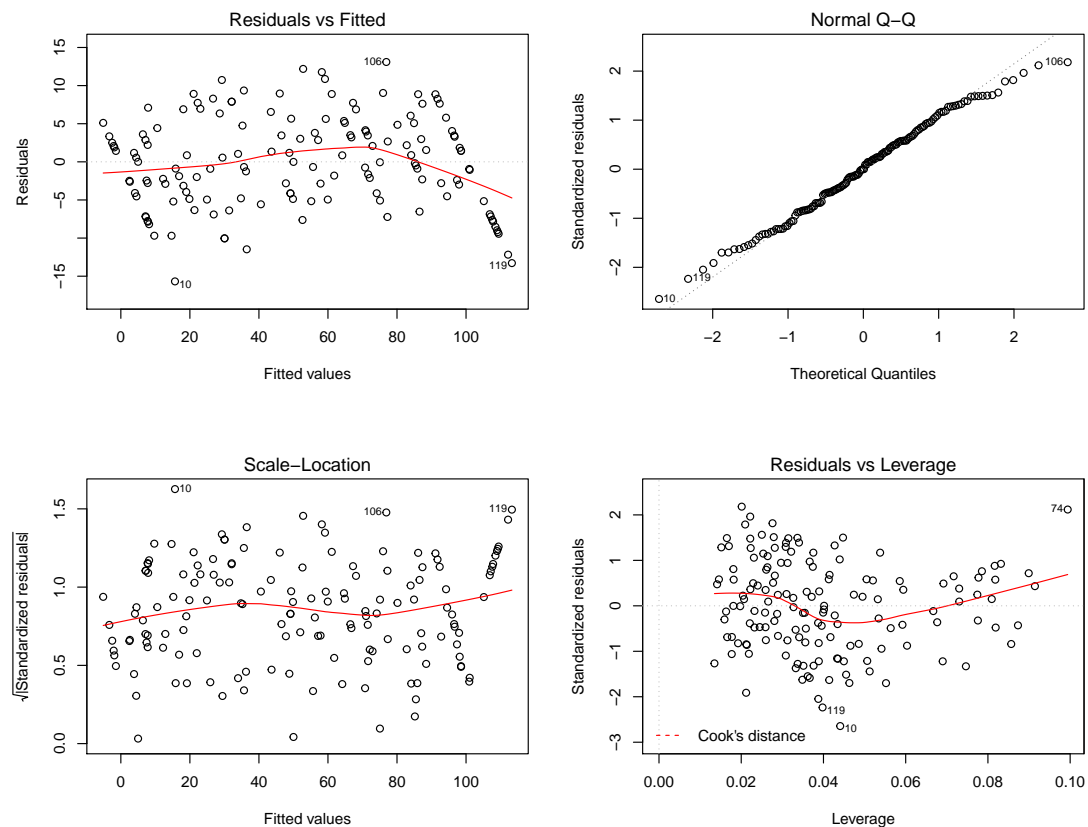 Residuals vs Fitted
Residuals
15
10
5
0
−5
−15
106
119
10
0 20 40 60 80 100
Fitted values
Normal Q−Q
Standardized residuals
2
1
0
−1
−2
106
119
10
−2 −1 0 1 2
Theoretical Quantiles
Scale−Location
√|Standardized residuals|
1.5
1.0
0.5
0.0
10
106
119
0 20 40 60 80 100
Fitted values
Residuals vs Leverage
Standardized residuals
2
1
0
−1
−2
−3
74
119
10
Cook's distance
0.00 0.02 0.04 0.06 0.08 0.10
Leverage